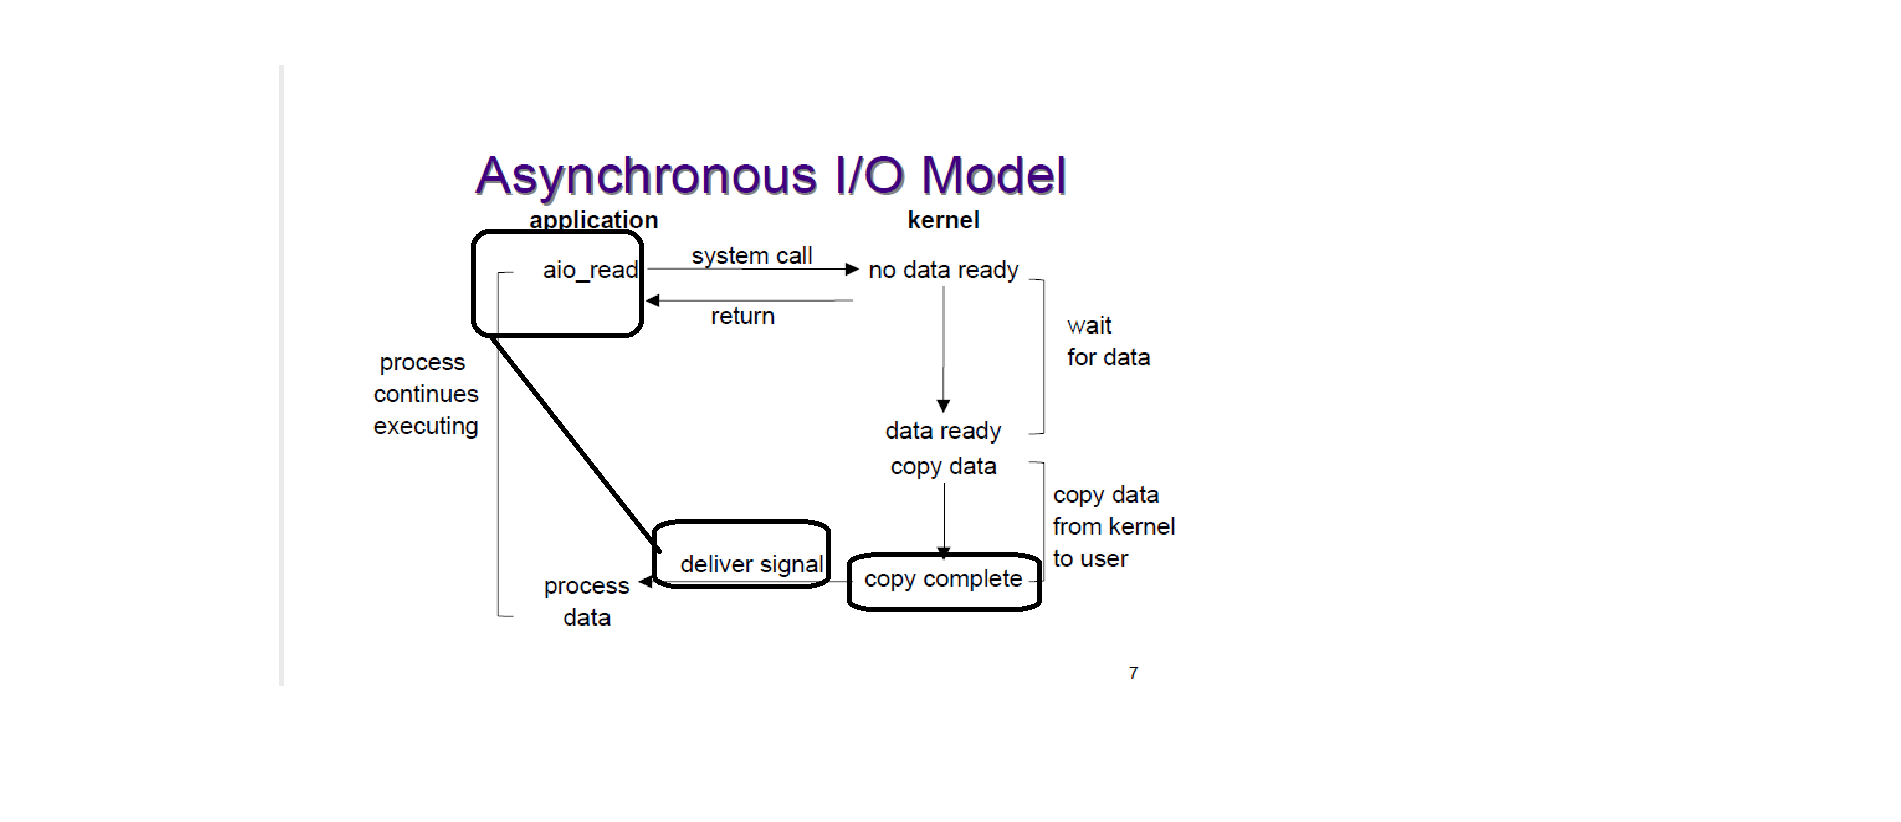 Asynchronous I/O Model
application
kernel
aio_read
system call
no data ready
return
wait
for data
process
continues
executing
data ready
copy data
copy data
from kernel
to user
deliver signal
copy complete
process
data
7